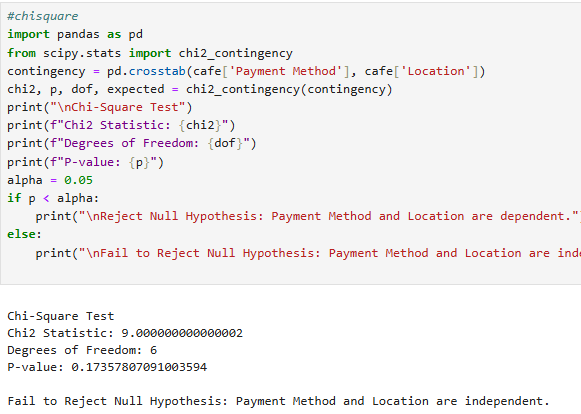 #chisquare
import pandas as pd
from scipy.stats import chi2_contingency
contingency = pd.crosstab(cafe['Payment Method'], cafe['Location'])
chi2, p, dof, expected = chi2_contingency(contingency)
print("\nChi-Square Test")
print(f"Chi2 Statistic: {chi2}")
print(f"Degrees of Freedom: {dof}")
print(f"P-value: {p}")
alpha = 0.05
if p < alpha:
    print("\nReject Null Hypothesis: Payment Method and Location are dependent.")
else:
    print("\nFail to Reject Null Hypothesis: Payment Method and Location are inde
Chi-Square Test
Chi2 Statistic: 9.000000000000002
Degrees of Freedom: 6
P-value: 0.17357807091003594
Fail to Reject Null Hypothesis: Payment Method and Location are independent.